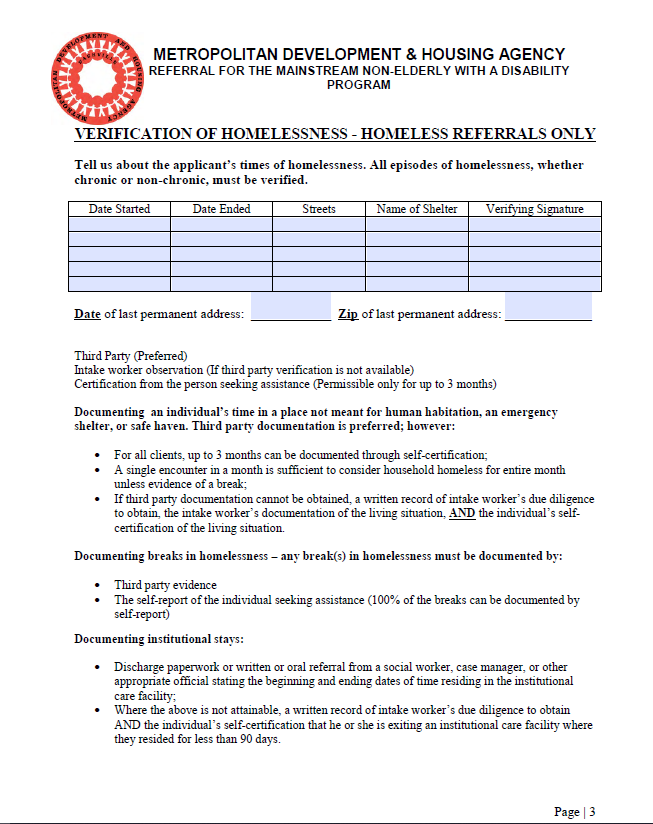 METROPOLITAN DEVELOPMENT AND HOUSING AGENCY
NASHVILLE
METROPOLITAN DEVELOPMENT & HOUSING AGENCY
REFERRAL FOR THE MAINSTREAM NON-ELDERLY WITH A DISABILITY
PROGRAM
VERIFICATION OF HOMELESSNESS - HOMELESS REFERRALS ONLY
Tell us about the applicant's times of homelessness. All episodes of homelessness, whether
chronic or non-chronic, must be verified.
Date Started Date Ended Streets Name of Shelter Verifying Signature
Date of last permanent address: Zip of last permanent address:
Third Party (Preferred)
Intake worker observation (If third party verification is not available)
Certification from the person seeking assistance (Permissible only for up to 3 months)
Documenting an individual's time in a place not meant for human habitation, an emergency
shelter, or safe haven. Third party documentation is preferred; however:
• For all clients, up to 3 months can be documented through self-certification;
• A single encounter in a month is sufficient to consider household homeless for entire month
unless evidence of a break;
• If third party documentation cannot be obtained, a written record of intake worker's due diligence
to obtain, the intake worker's documentation of the living situation, AND the individual's self-
certification of the living situation.
Documenting breaks in homelessness – any break(s) in homelessness must be documented by:
• Third party evidence
• The self-report of the individual seeking assistance (100% of the breaks can be documented by
self-report)
Documenting institutional stays:
• Discharge paperwork or written or oral referral from a social worker, case manager, or other
appropriate official stating the beginning and ending dates of time residing in the institutional
care facility;
• Where the above is not attainable, a written record of intake worker's due diligence to obtain
AND the individual's self-certification that he or she is exiting an institutional care facility where
they resided for less than 90 days.
Page | 3